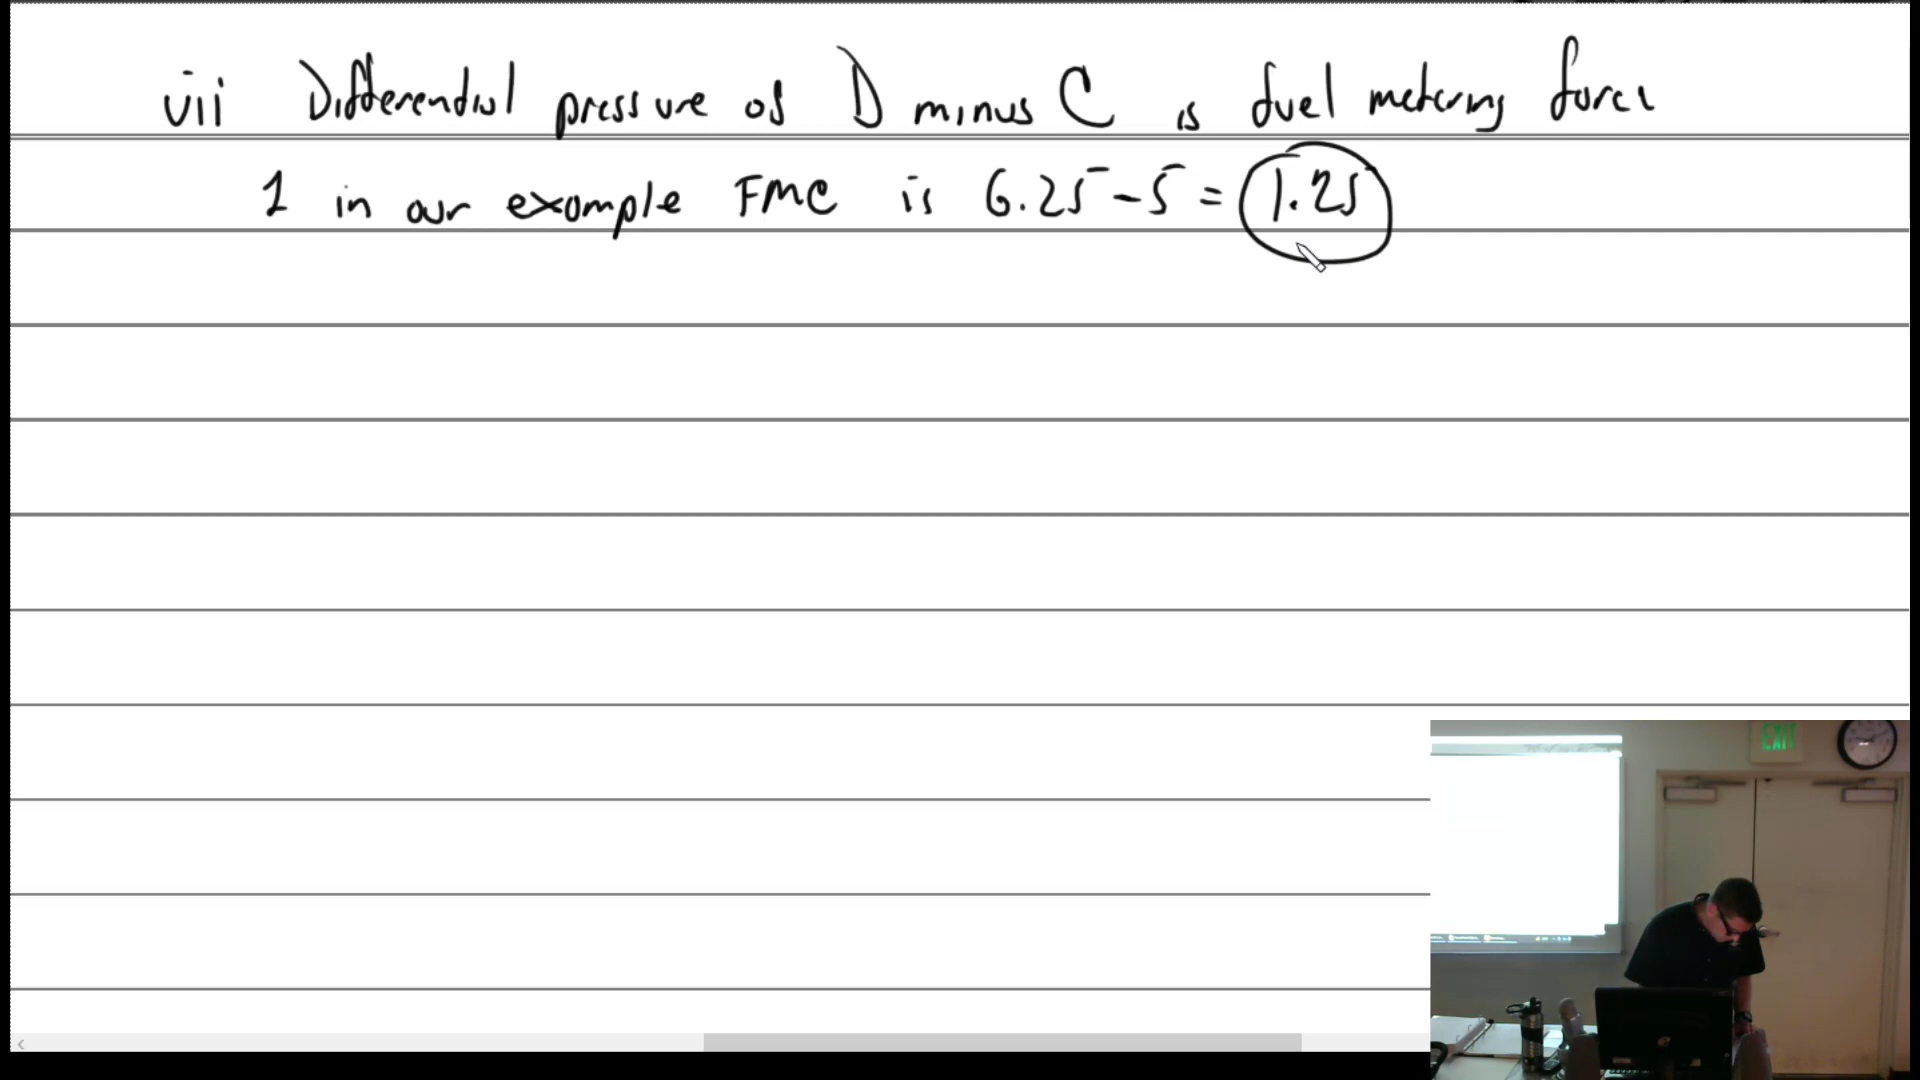 vii Differential pressure of D minus C is fuel metering force
1 in our example FMC is 6.25-5= 1.25
EXIT